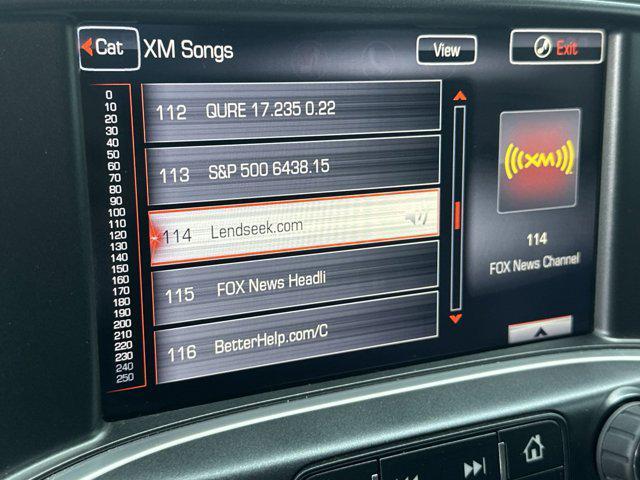 Cat
XM Songs
View
Exit
0
10
20
30
40
50
60
70
80
90
100
110
120
130
140
150
160
170
180
190
200
210
220
230
240
250
112 QURE 17.235 0.22
113 S&P 500 6438.15
114 Lendseek.com
115 FOX News Headli
116 BetterHelp.com/C
(((XM)))
114
FOX News Channel